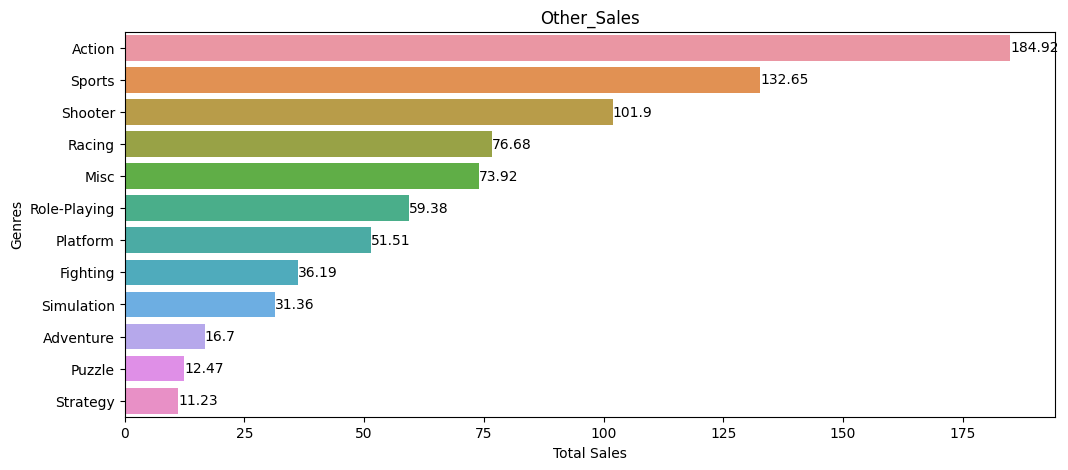 Other_Sales
Genres
Action 184.92
Sports 132.65
Shooter 101.9
Racing 76.68
Misc 73.92
Role-Playing 59.38
Platform 51.51
Fighting 36.19
Simulation 31.36
Adventure 16.7
Puzzle 12.47
Strategy 11.23
0 25 50 75 100 125 150 175
Total Sales